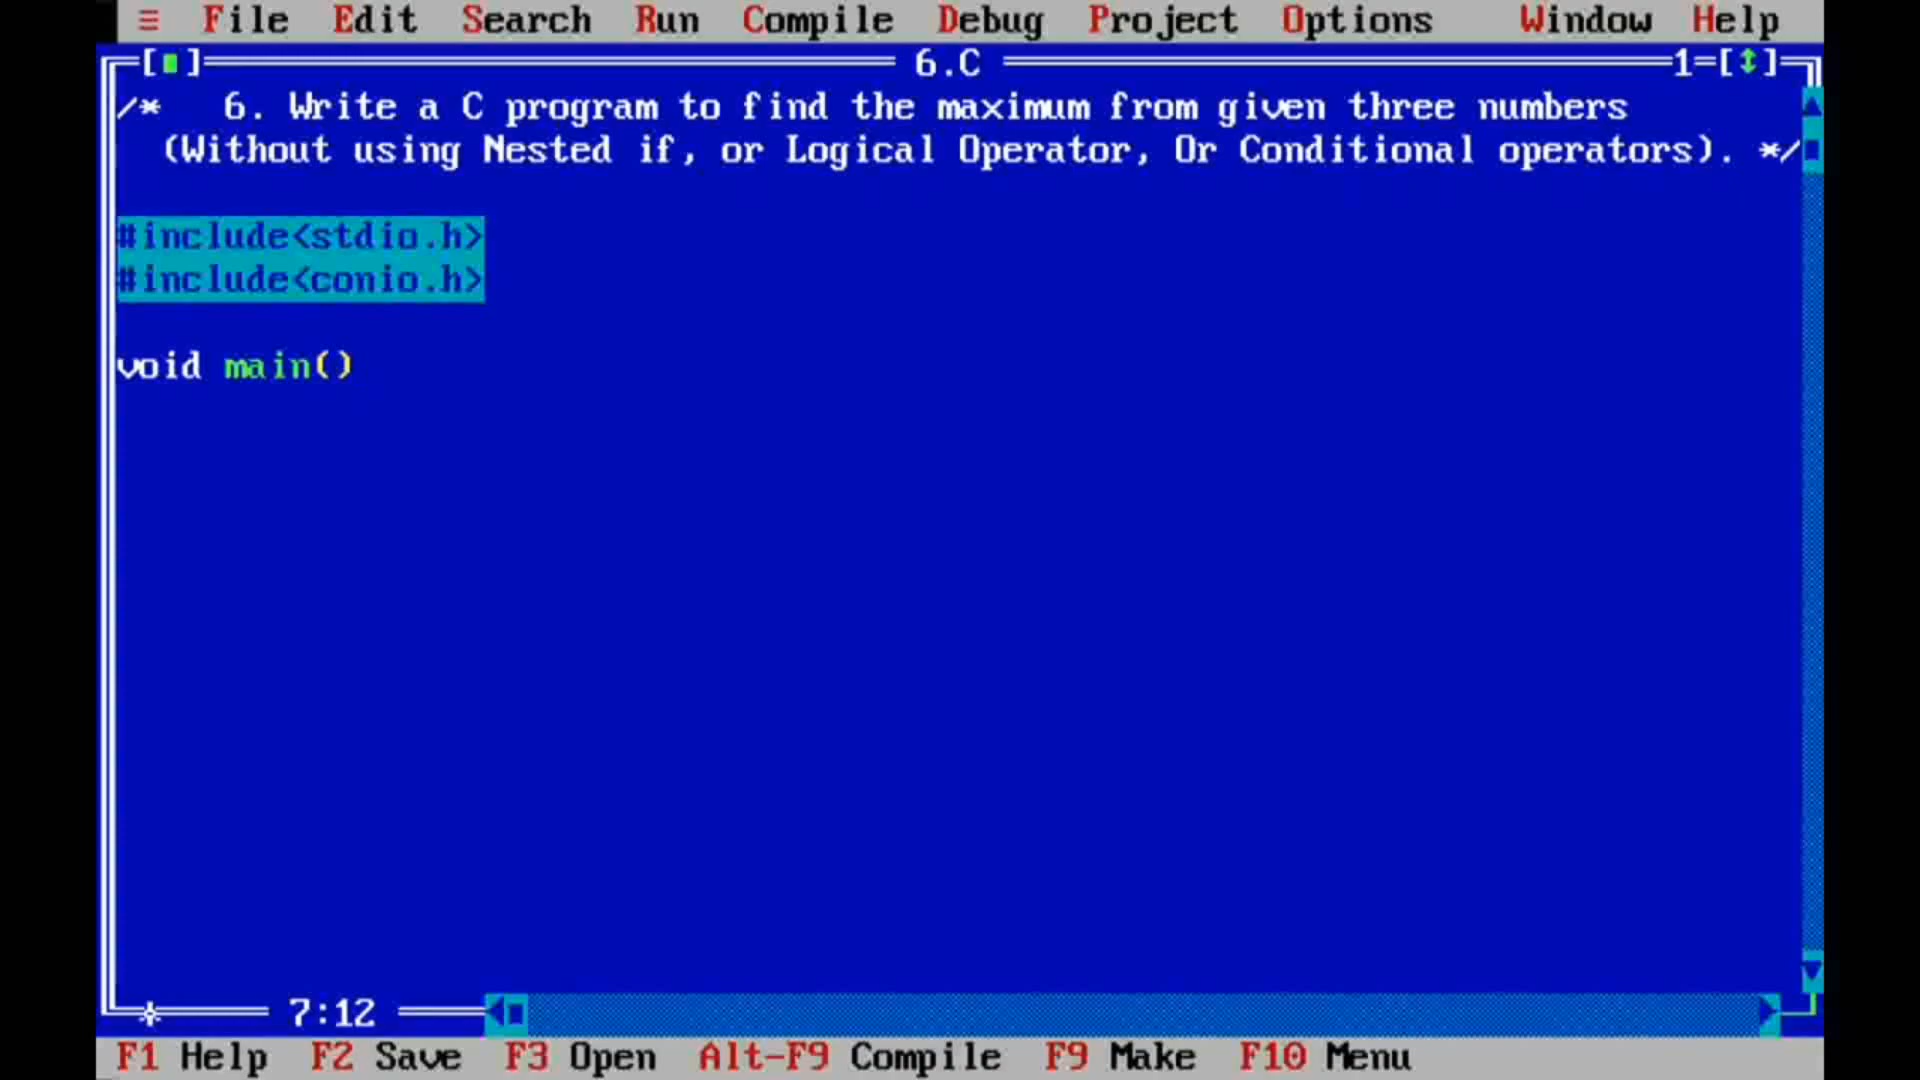 ≡ File Edit Search Run Compile Debug Project Options Window Help
[■] 6.C 1=[↕]
/* 6. Write a C program to find the maximum from given three numbers
(Without using Nested if, or Logical Operator, Or Conditional operators). */
#include<stdio.h>
#include<conio.h>
void main()
* 7:12
F1 Help F2 Save F3 Open Alt-F9 Compile F9 Make F10 Menu